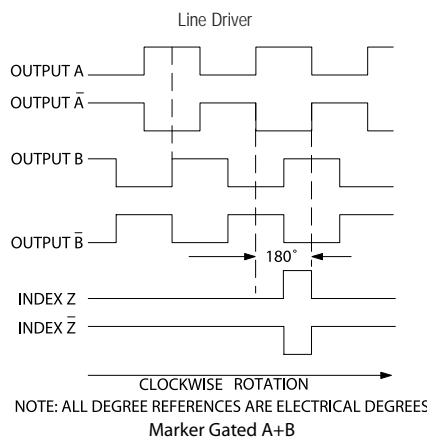 Line Driver
OUTPUT A
OUTPUT A̅
OUTPUT B
OUTPUT B̅
180°
INDEX Z
INDEX Z̅
CLOCKWISE ROTATION
NOTE: ALL DEGREE REFERENCES ARE ELECTRICAL DEGREES
Marker Gated A+B